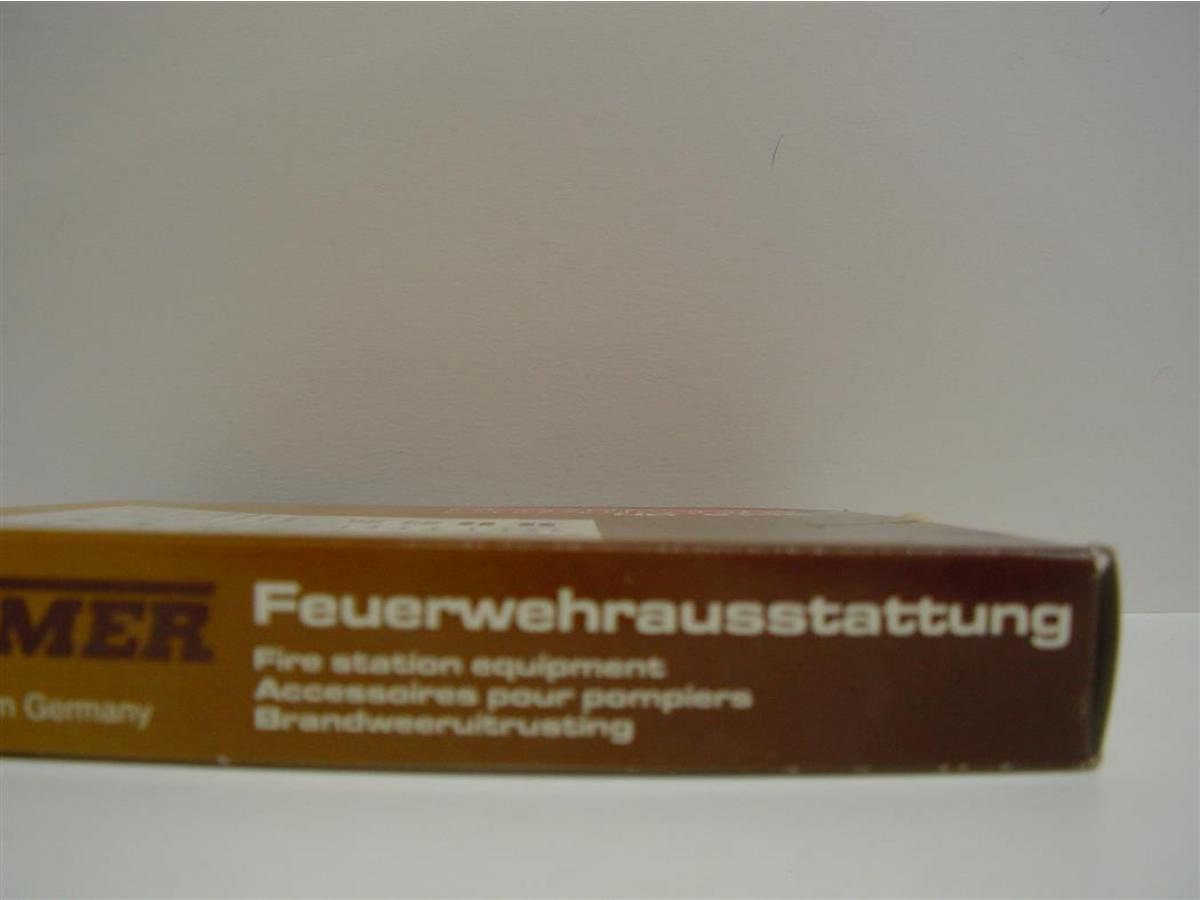 MER
m Germany
Feuerwehrausstattung
Fire station equipment
Accessoires pour pompiers
Brandweeruitrusting